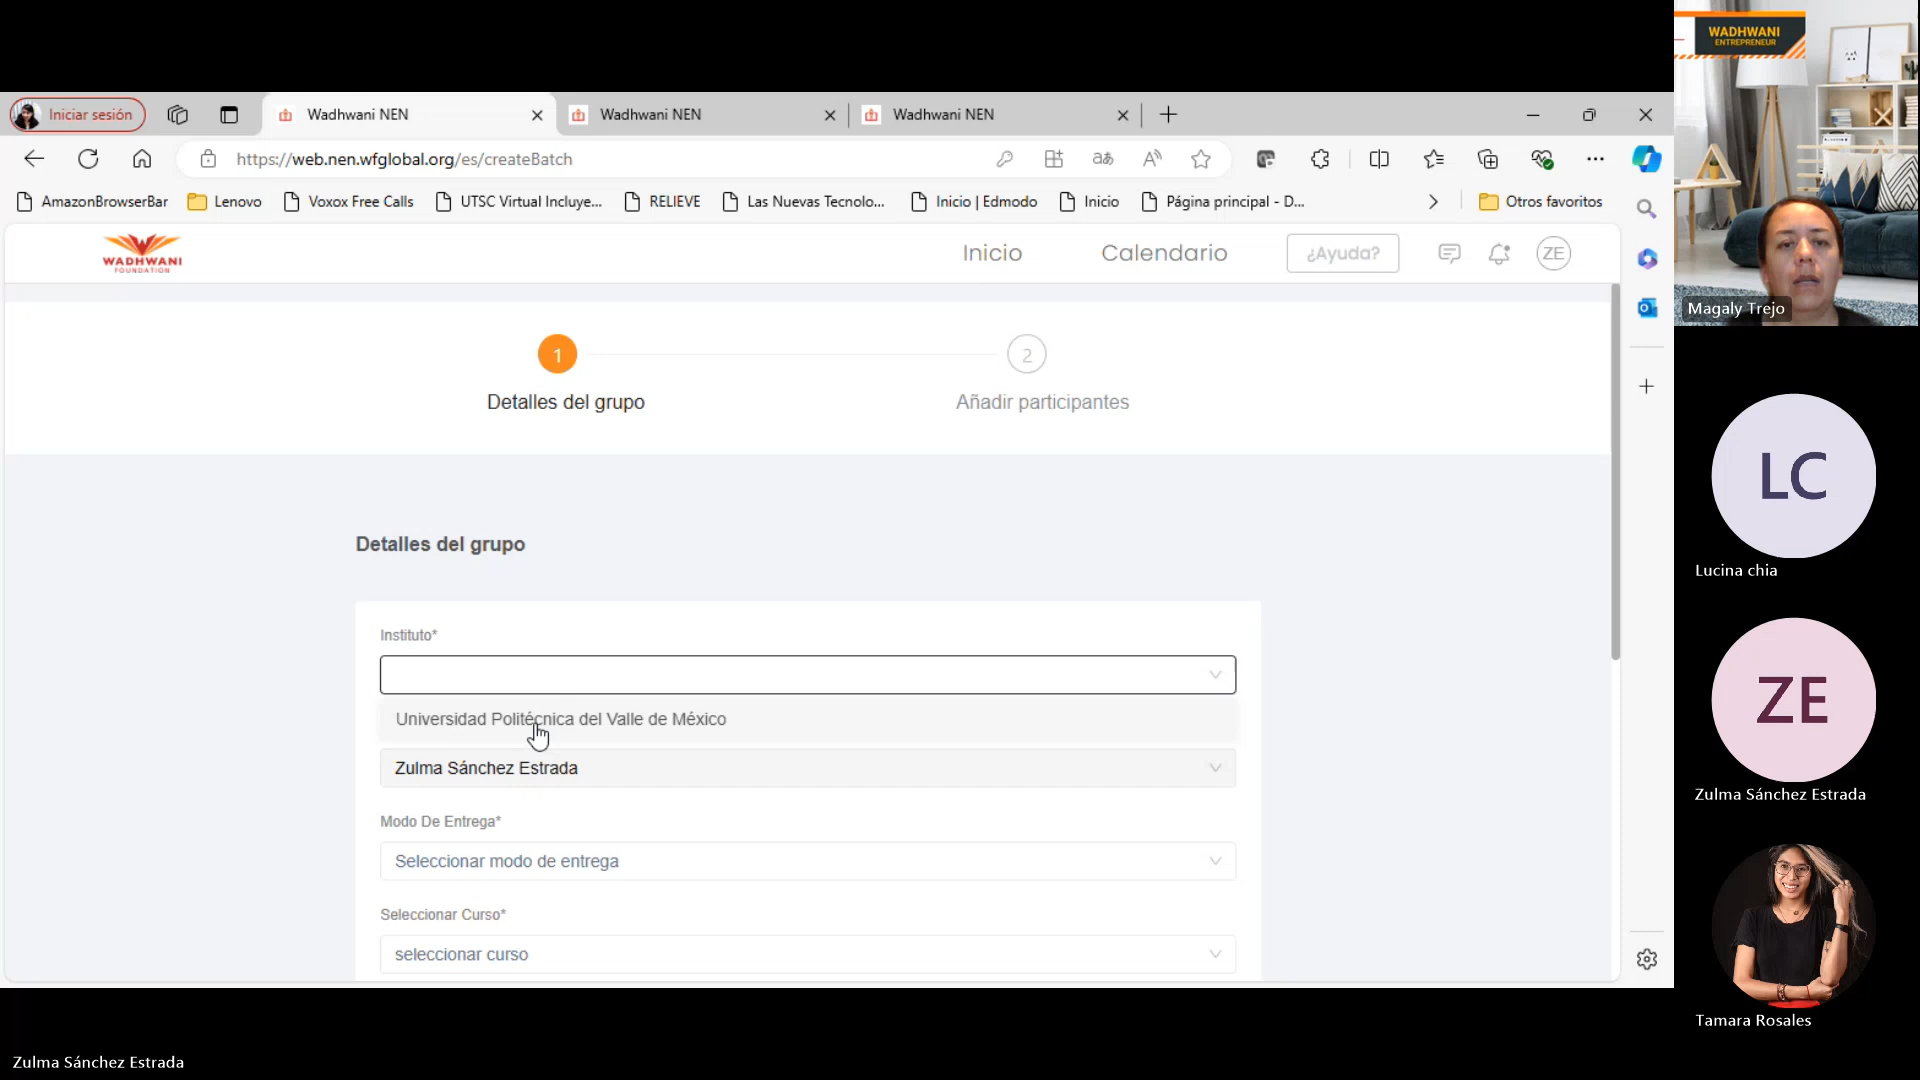 WADHWANI
ENTREPRENEUR
Iniciar sesión
Wadhwani NEN
Wadhwani NEN
Wadhwani NEN
https://web.nen.wfglobal.org/es/createBatch
AmazonBrowserBar
Lenovo
Voxox Free Calls
UTSC Virtual Incluye...
RELIEVE
Las Nuevas Tecnolo...
Inicio | Edmodo
Inicio
Página principal - D...
Otros favoritos
WADHWANI
FOUNDATION
Inicio
Calendario
¿Ayuda?
ZE
Magaly Trejo
1
2
Detalles del grupo
Añadir participantes
LC
Lucina chia
Detalles del grupo
Instituto*
Universidad Politécnica del Valle de México
Zulma Sánchez Estrada
ZE
Zulma Sánchez Estrada
Modo De Entrega*
Seleccionar modo de entrega
Seleccionar Curso*
seleccionar curso
Tamara Rosales
Zulma Sánchez Estrada